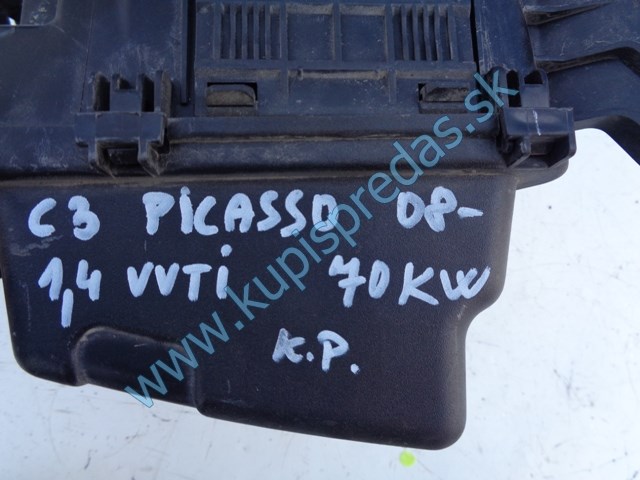 C3 PICASSO 08-
1,4 VVTi 70KW
K.P.
www.kupispredas.sk